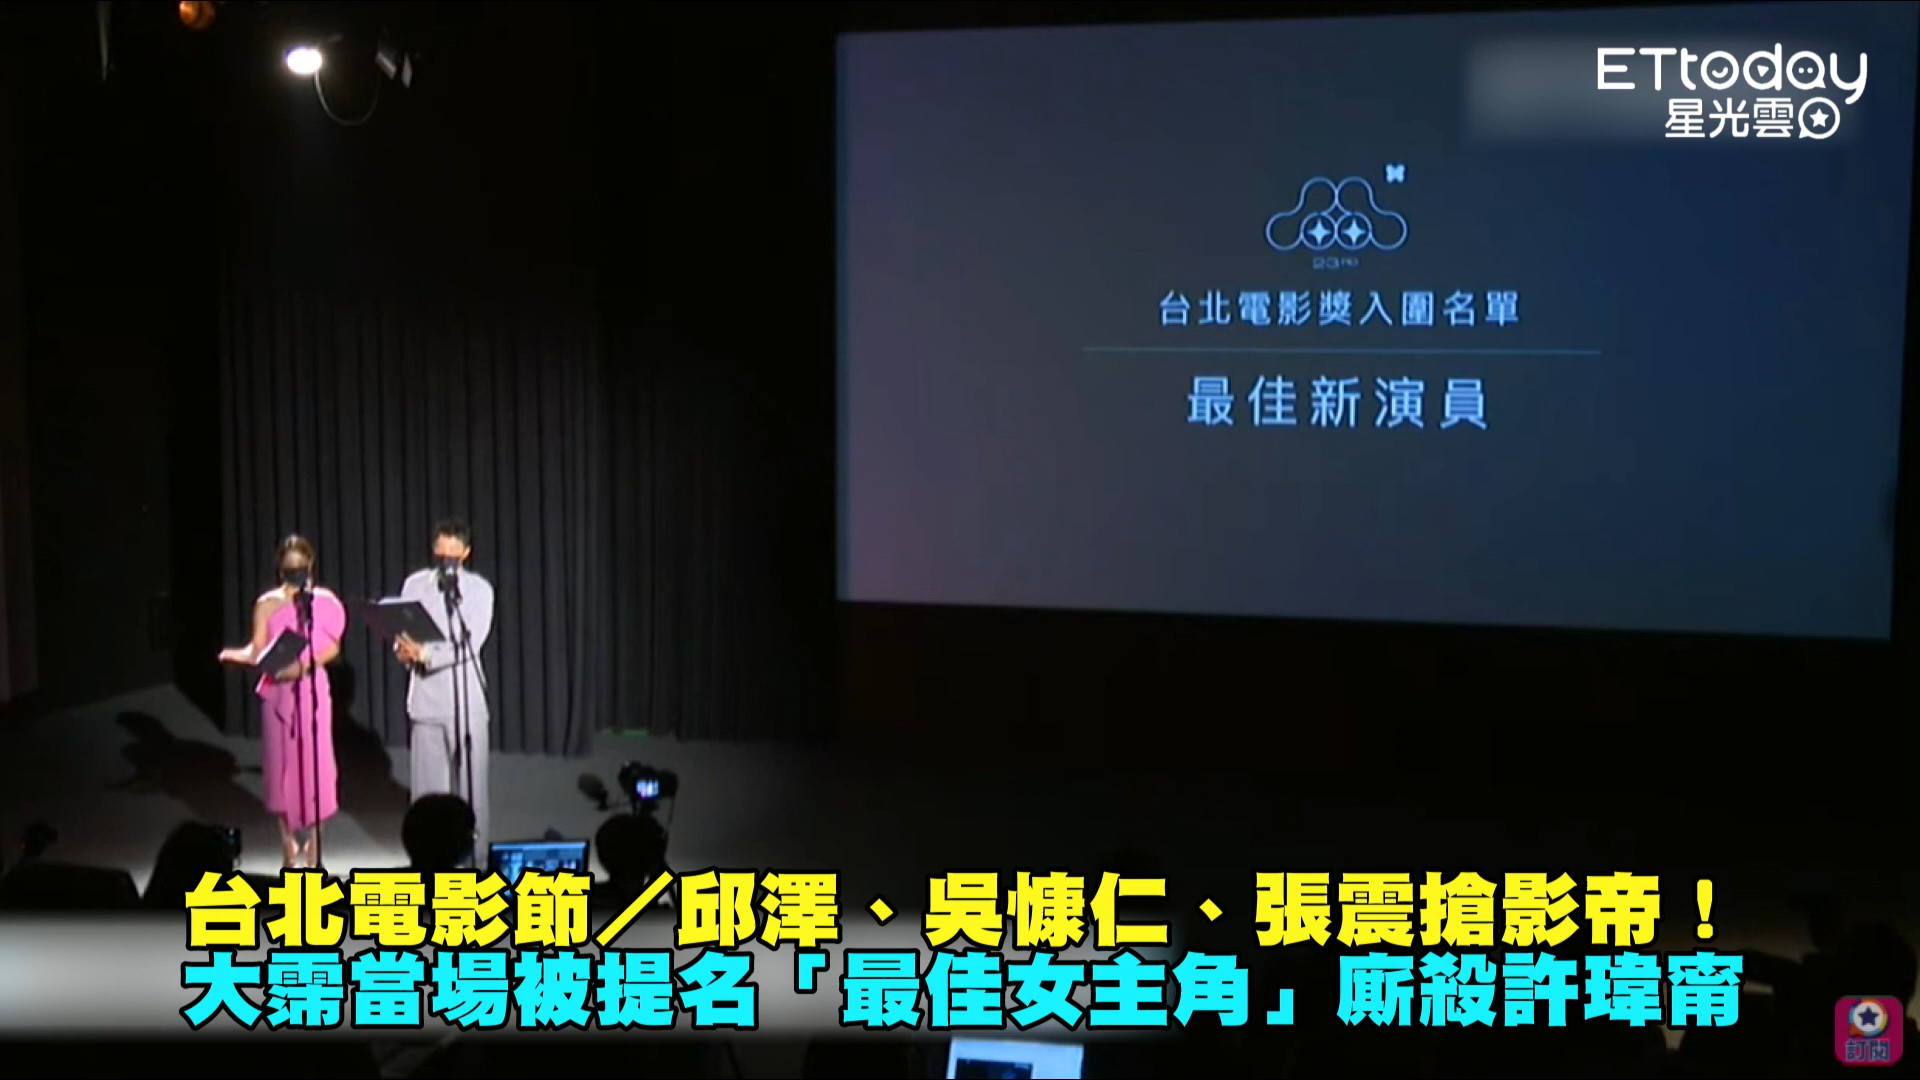 ETtoday
星光雲
23RD
台北電影獎入圍名單
最佳新演員
台北電影節／邱澤、吳慷仁、張震搶影帝！
大霈當場被提名「最佳女主角」廝殺許瑋甯
訂閱